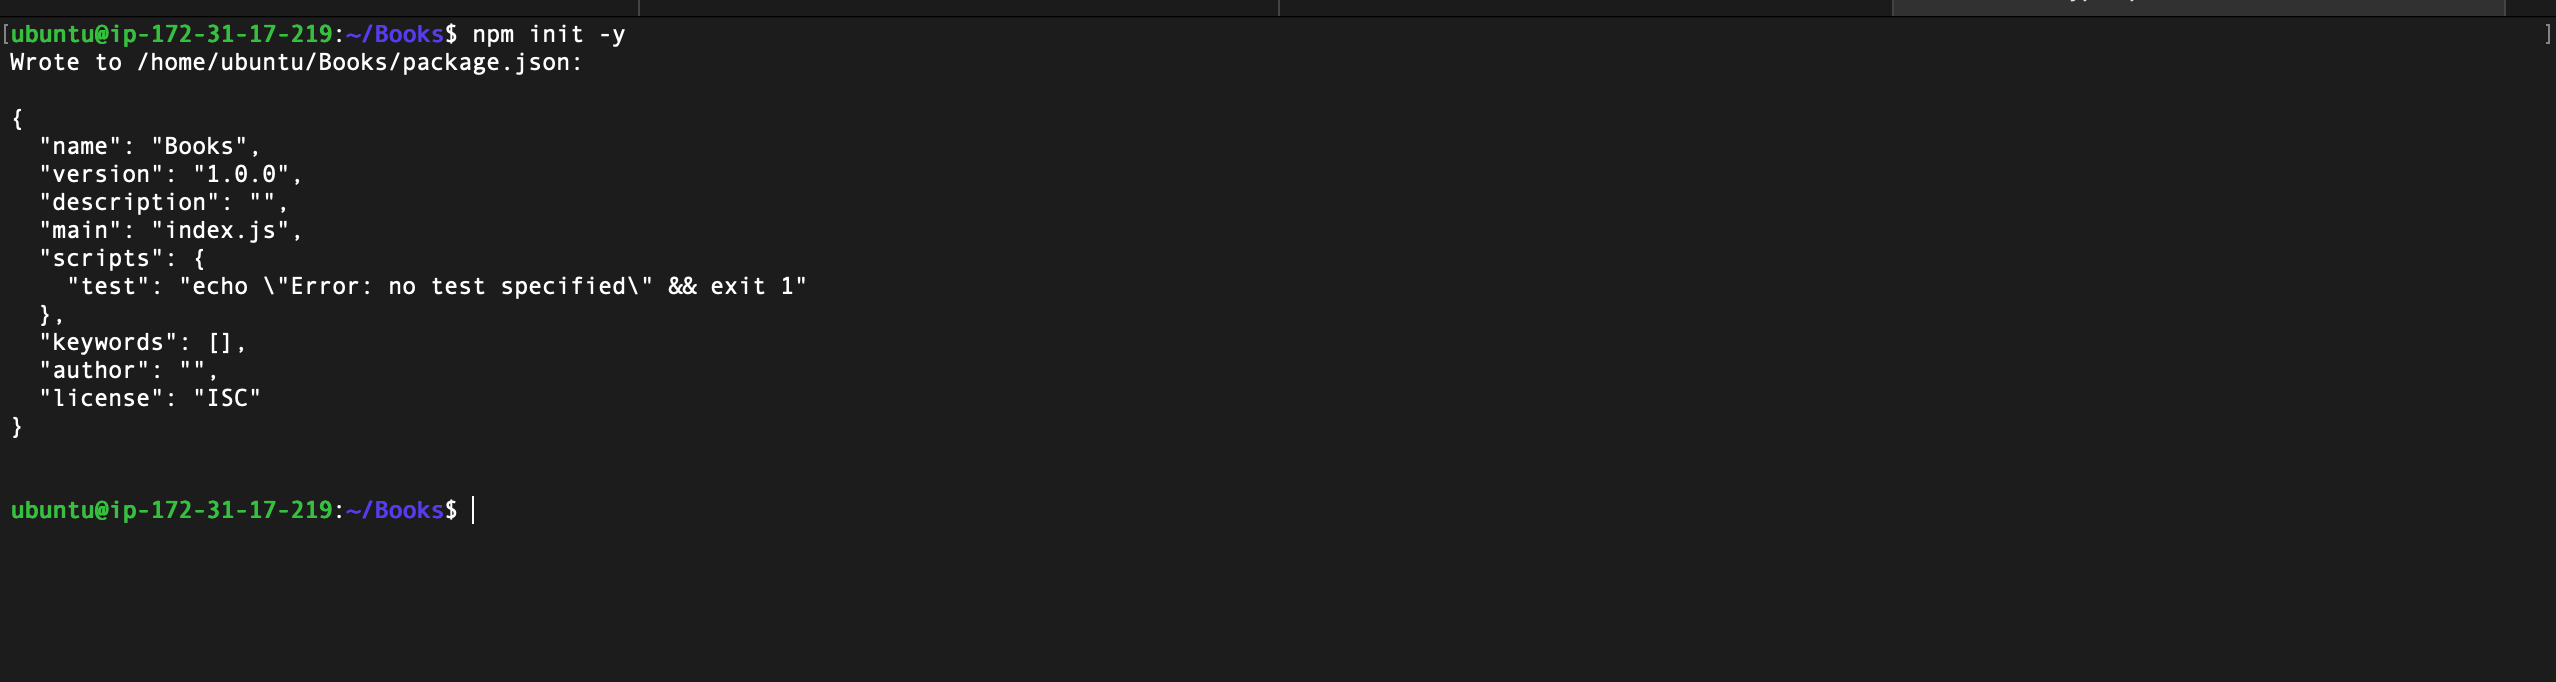 [ubuntu@ip-172-31-17-219:~/Books$ npm init -y ]
Wrote to /home/ubuntu/Books/package.json:
{
  "name": "Books",
  "version": "1.0.0",
  "description": "",
  "main": "index.js",
  "scripts": {
    "test": "echo \"Error: no test specified\" && exit 1"
  },
  "keywords": [],
  "author": "",
  "license": "ISC"
}
ubuntu@ip-172-31-17-219:~/Books$